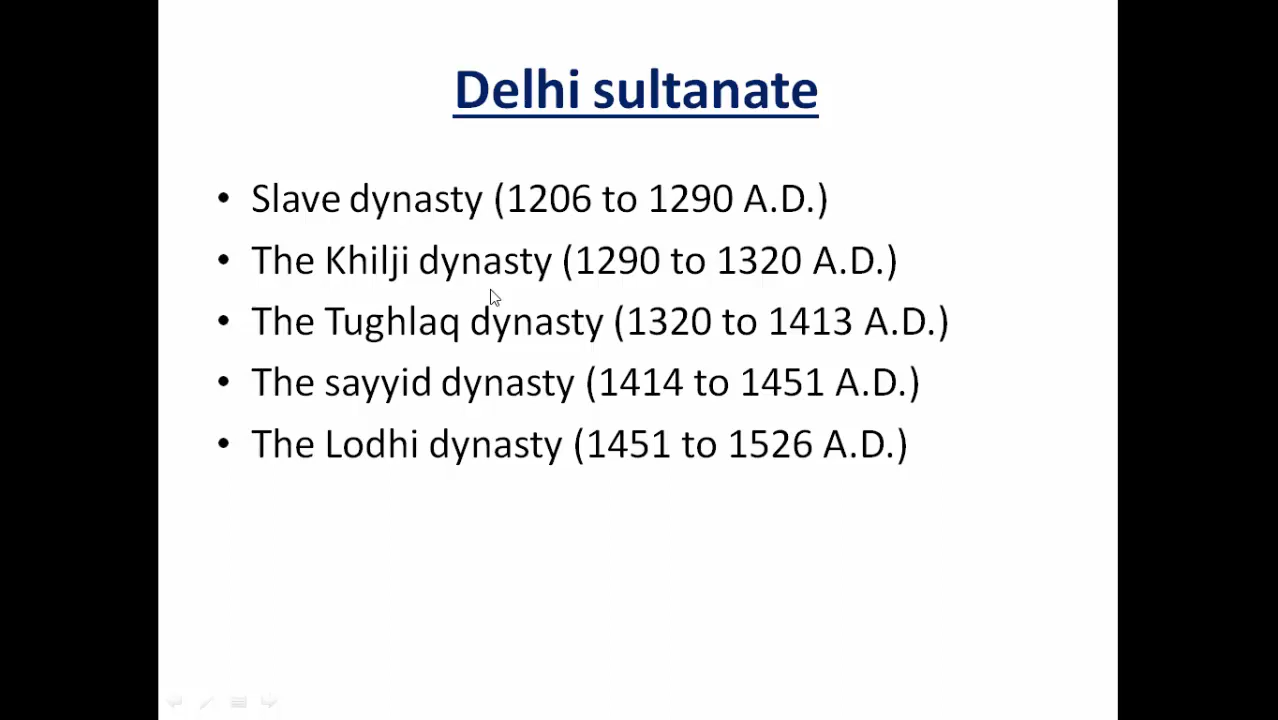 Delhi sultanate
• Slave dynasty (1206 to 1290 A.D.)
• The Khilji dynasty (1290 to 1320 A.D.)
• The Tughlaq dynasty (1320 to 1413 A.D.)
• The sayyid dynasty (1414 to 1451 A.D.)
• The Lodhi dynasty (1451 to 1526 A.D.)